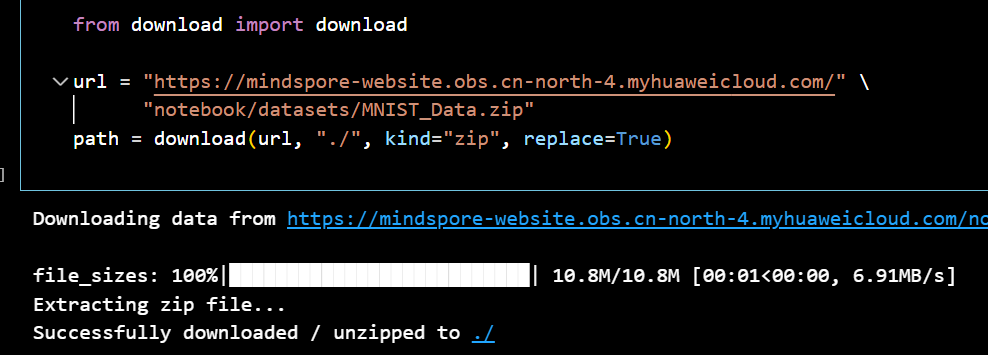 from download import download
url = "https://mindspore-website.obs.cn-north-4.myhuaweicloud.com/" \
"notebook/datasets/MNIST_Data.zip"
path = download(url, "./", kind="zip", replace=True)
]
Downloading data from https://mindspore-website.obs.cn-north-4.myhuaweicloud.com/no
file_sizes: 100%|██████████████████████████| 10.8M/10.8M [00:01<00:00, 6.91MB/s]
Extracting zip file...
Successfully downloaded / unzipped to ./